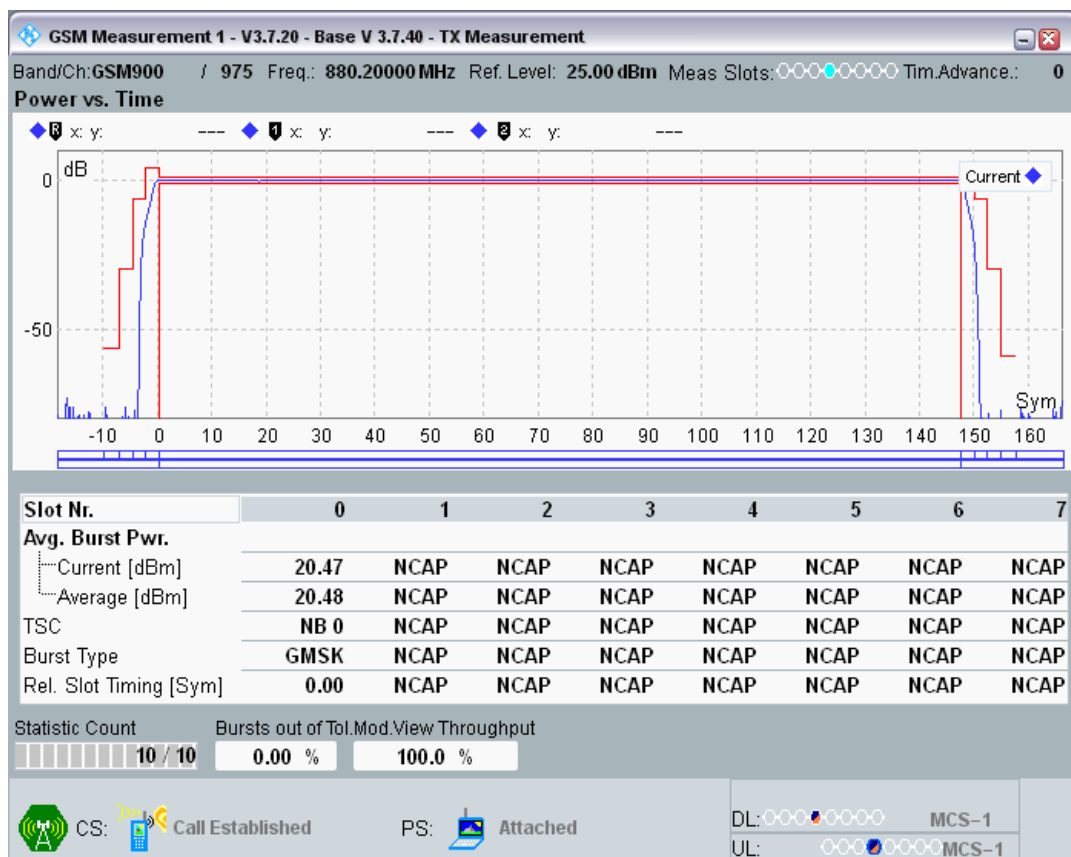 GSM Measurement 1 - V3.7.20 - Base V 3.7.40 - TX Measurement
Band/Ch:GSM900 / 975 Freq.: 880.20000 MHz Ref. Level: 25.00 dBm Meas Slots: Tim.Advance.: 0
Power vs. Time
R x: y: --- 1 x: y: --- 2 x: y: ---
dB
0
Current
-50
Sym
-10 0 10 20 30 40 50 60 70 80 90 100 110 120 130 140 150 160
Slot Nr. 0 1 2 3 4 5 6 7
Avg. Burst Pwr.
Current [dBm] 20.47 NCAP NCAP NCAP NCAP NCAP NCAP NCAP
Average [dBm] 20.48 NCAP NCAP NCAP NCAP NCAP NCAP NCAP
TSC NB 0 NCAP NCAP NCAP NCAP NCAP NCAP NCAP
Burst Type GMSK NCAP NCAP NCAP NCAP NCAP NCAP NCAP
Rel. Slot Timing [Sym] 0.00 NCAP NCAP NCAP NCAP NCAP NCAP NCAP
Statistic Count Bursts out of Tol.Mod.View Throughput
10 / 10 0.00 % 100.0 %
CS: Call Established PS: Attached DL: MCS-1
UL: MCS-1